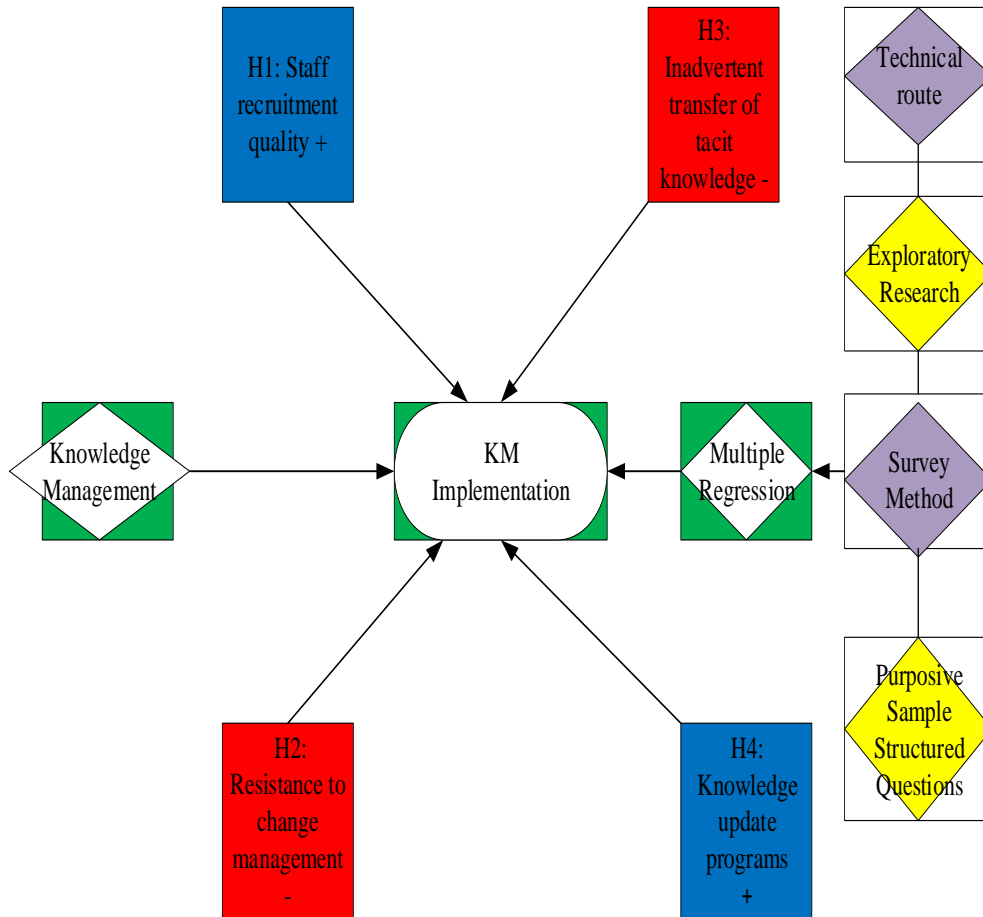 H1: Staff
recruitment
quality +
H3:
Inadvertent
transfer of
tacit
knowledge -
Technical
route
Exploratory
Research
Knowledge
Management
KM
Implementation
Multiple
Regression
Survey
Method
H2:
Resistance to
change
management
-
H4:
Knowledge
update
programs
+
Purposive
Sample
Structured
Questions